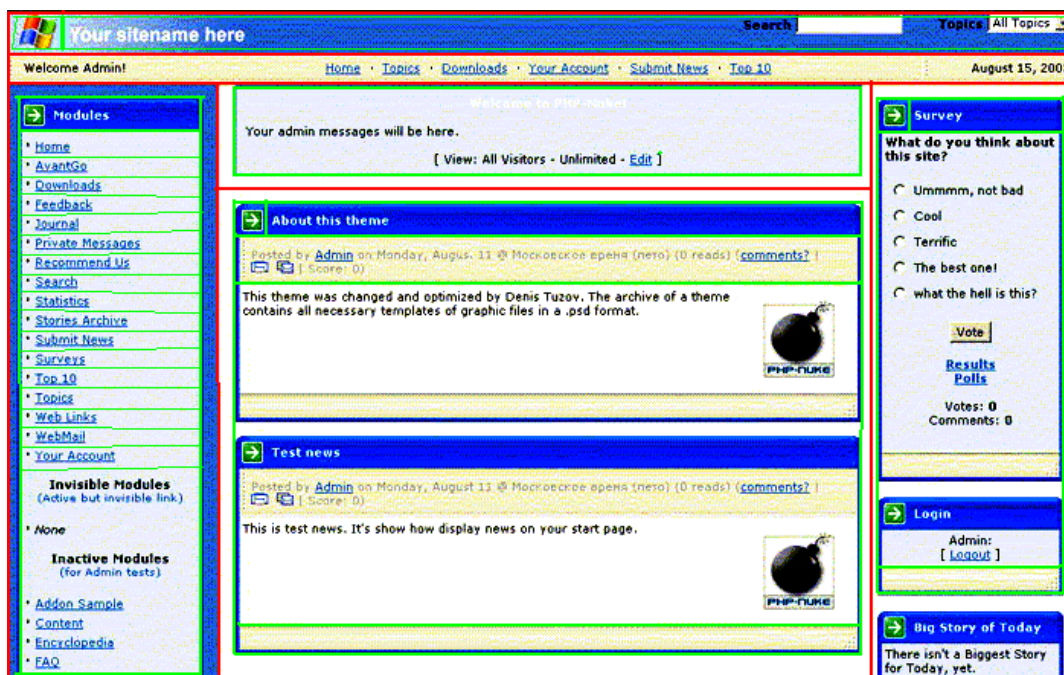 Your sitename here
Search
Topics All Topics
Welcome Admin!
Home · Topics · Downloads · Your Account · Submit News · Top 10
August 15, 200
Modules
Home
AvantGo
Downloads
Feedback
Journal
Private Messages
Recommend Us
Search
Statistics
Stories Archive
Submit News
Surveys
Top 10
Topics
Web Links
WebMail
Your Account
Invisible Modules
(Active but invisible link)
None
Inactive Modules
(for Admin tests)
Addon Sample
Content
Encyclopedia
FAQ
Welcome to PHP-Nuke!
Your admin messages will be here.
[ View: All Visitors - Unlimited - Edit ]
About this theme
Posted by Admin on Monday, August 11 @ Московское время (лето) (0 reads) (comments? |
| Score: 0)
This theme was changed and optimized by Denis Tuzov. The archive of a theme
contains all necessary templates of graphic files in a .psd format.
PHP-NUKE
Test news
Posted by Admin on Monday, August 11 @ Московское время (лето) (0 reads) (comments? |
| Score: 0)
This is test news. It's show how display news on your start page.
PHP-NUKE
Survey
What do you think about
this site?
Ummmm, not bad
Cool
Terrific
The best one!
what the hell is this?
Vote
Results
Polls
Votes: 0
Comments: 0
Login
Admin:
[ Logout ]
Big Story of Today
There isn't a Biggest Story
for Today, yet.